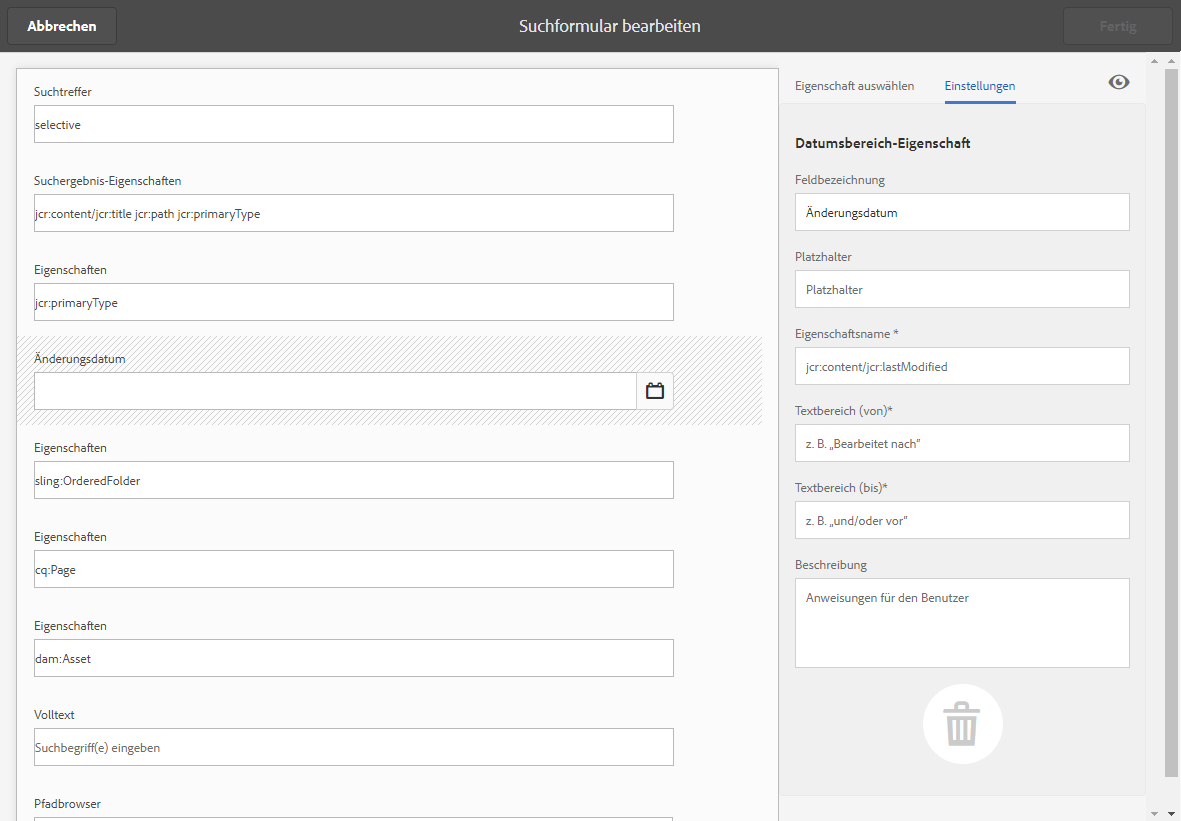 Abbrechen
Suchformular bearbeiten
Fertig
Suchtreffer
selective
Suchergebnis-Eigenschaften
jcr:content/jcr:title jcr:path jcr:primaryType
Eigenschaften
jcr:primaryType
Änderungsdatum
Eigenschaften
sling:OrderedFolder
Eigenschaften
cq:Page
Eigenschaften
dam:Asset
Volltext
Suchbegriff(e) eingeben
Pfadbrowser
Eigenschaft auswählen
Einstellungen
Datumsbereich-Eigenschaft
Feldbezeichnung
Änderungsdatum
Platzhalter
Platzhalter
Eigenschaftsname *
jcr:content/jcr:lastModified
Textbereich (von)*
z. B. „Bearbeitet nach“
Textbereich (bis)*
z. B. „und/oder vor“
Beschreibung
Anweisungen für den Benutzer